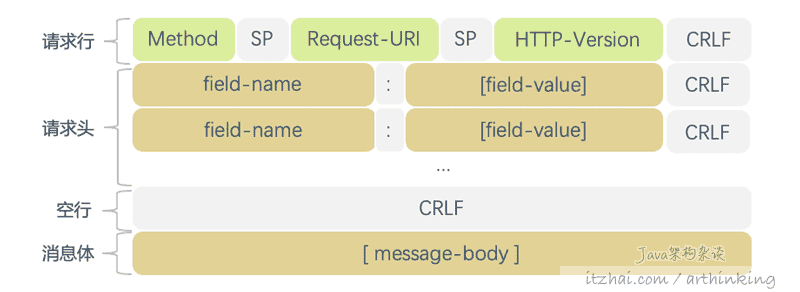 请求行 Method SP Request-URI SP HTTP-Version CRLF
请求头 field-name : [field-value] CRLF
field-name : [field-value] CRLF
...
空行 CRLF
消息体 [ message-body ]
Java架构杂谈
itzhai.com / arthinking